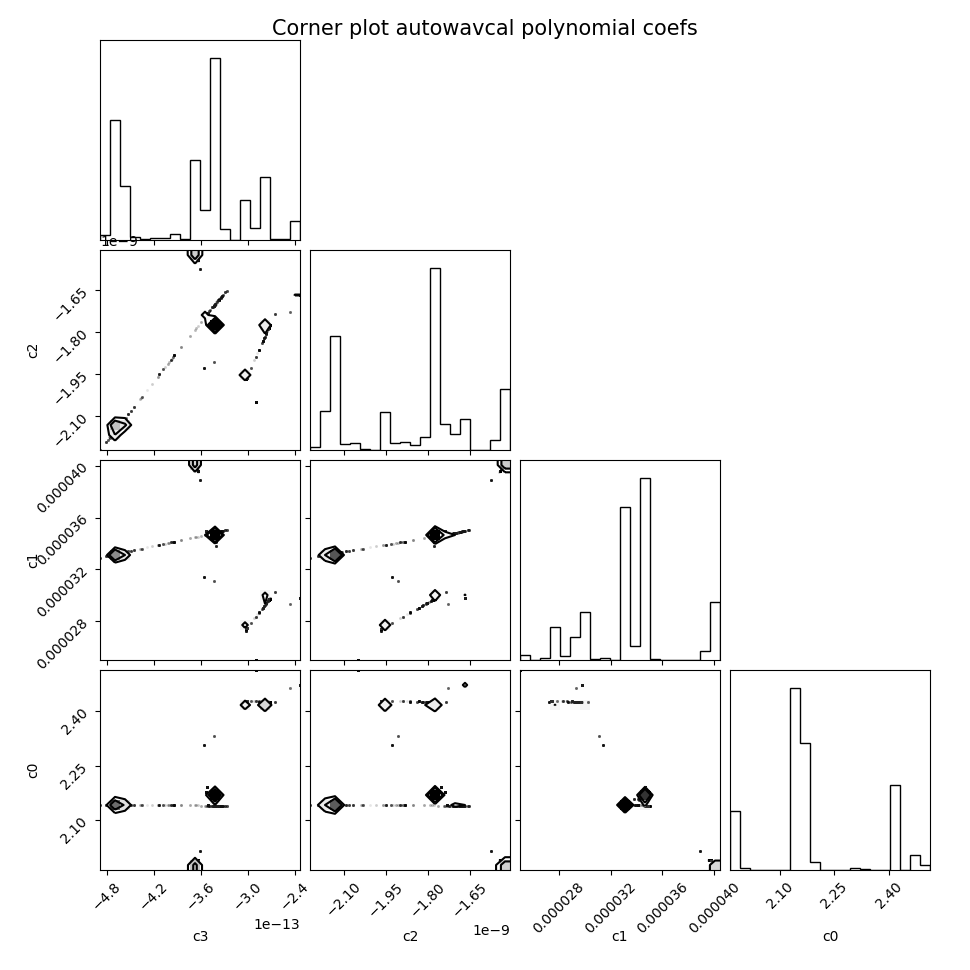 Corner plot autowavcal polynomial coefs
1e−9
−1.65
−1.80
−1.95
−2.10
c2
0.000040
0.000036
0.000032
0.000028
c1
2.40
2.25
2.10
c0
−4.8 −4.2 −3.6 −3.0 −2.4
1e−13
c3
−2.10 −1.95 −1.80 −1.65
1e−9
c2
0.000028 0.000032 0.000036 0.000040
c1
2.10 2.25 2.40
c0